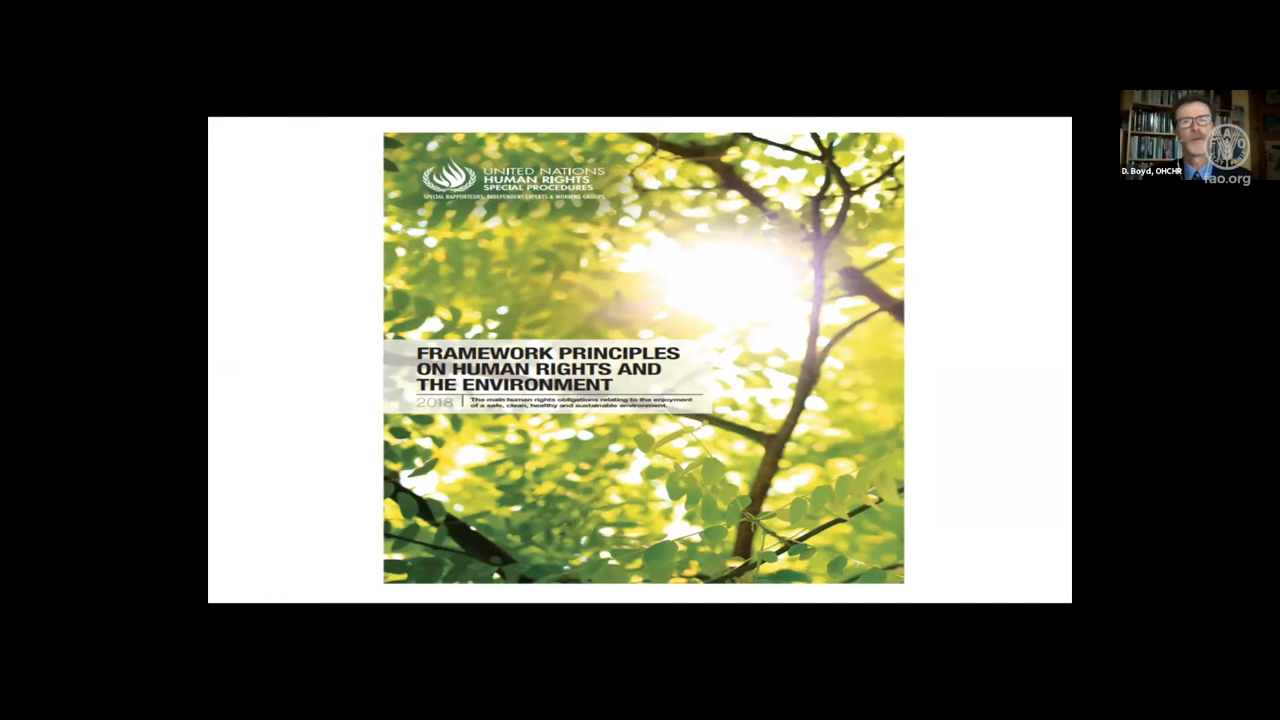 UNITED NATIONS
HUMAN RIGHTS
SPECIAL PROCEDURES
SPECIAL RAPPORTEURS, INDEPENDENT EXPERTS & WORKING GROUPS
FRAMEWORK PRINCIPLES
ON HUMAN RIGHTS AND
THE ENVIRONMENT
2018
The main human rights obligations relating to the enjoyment
of a safe, clean, healthy and sustainable environment.
D. Boyd, OHCHR
FAO
fao.org